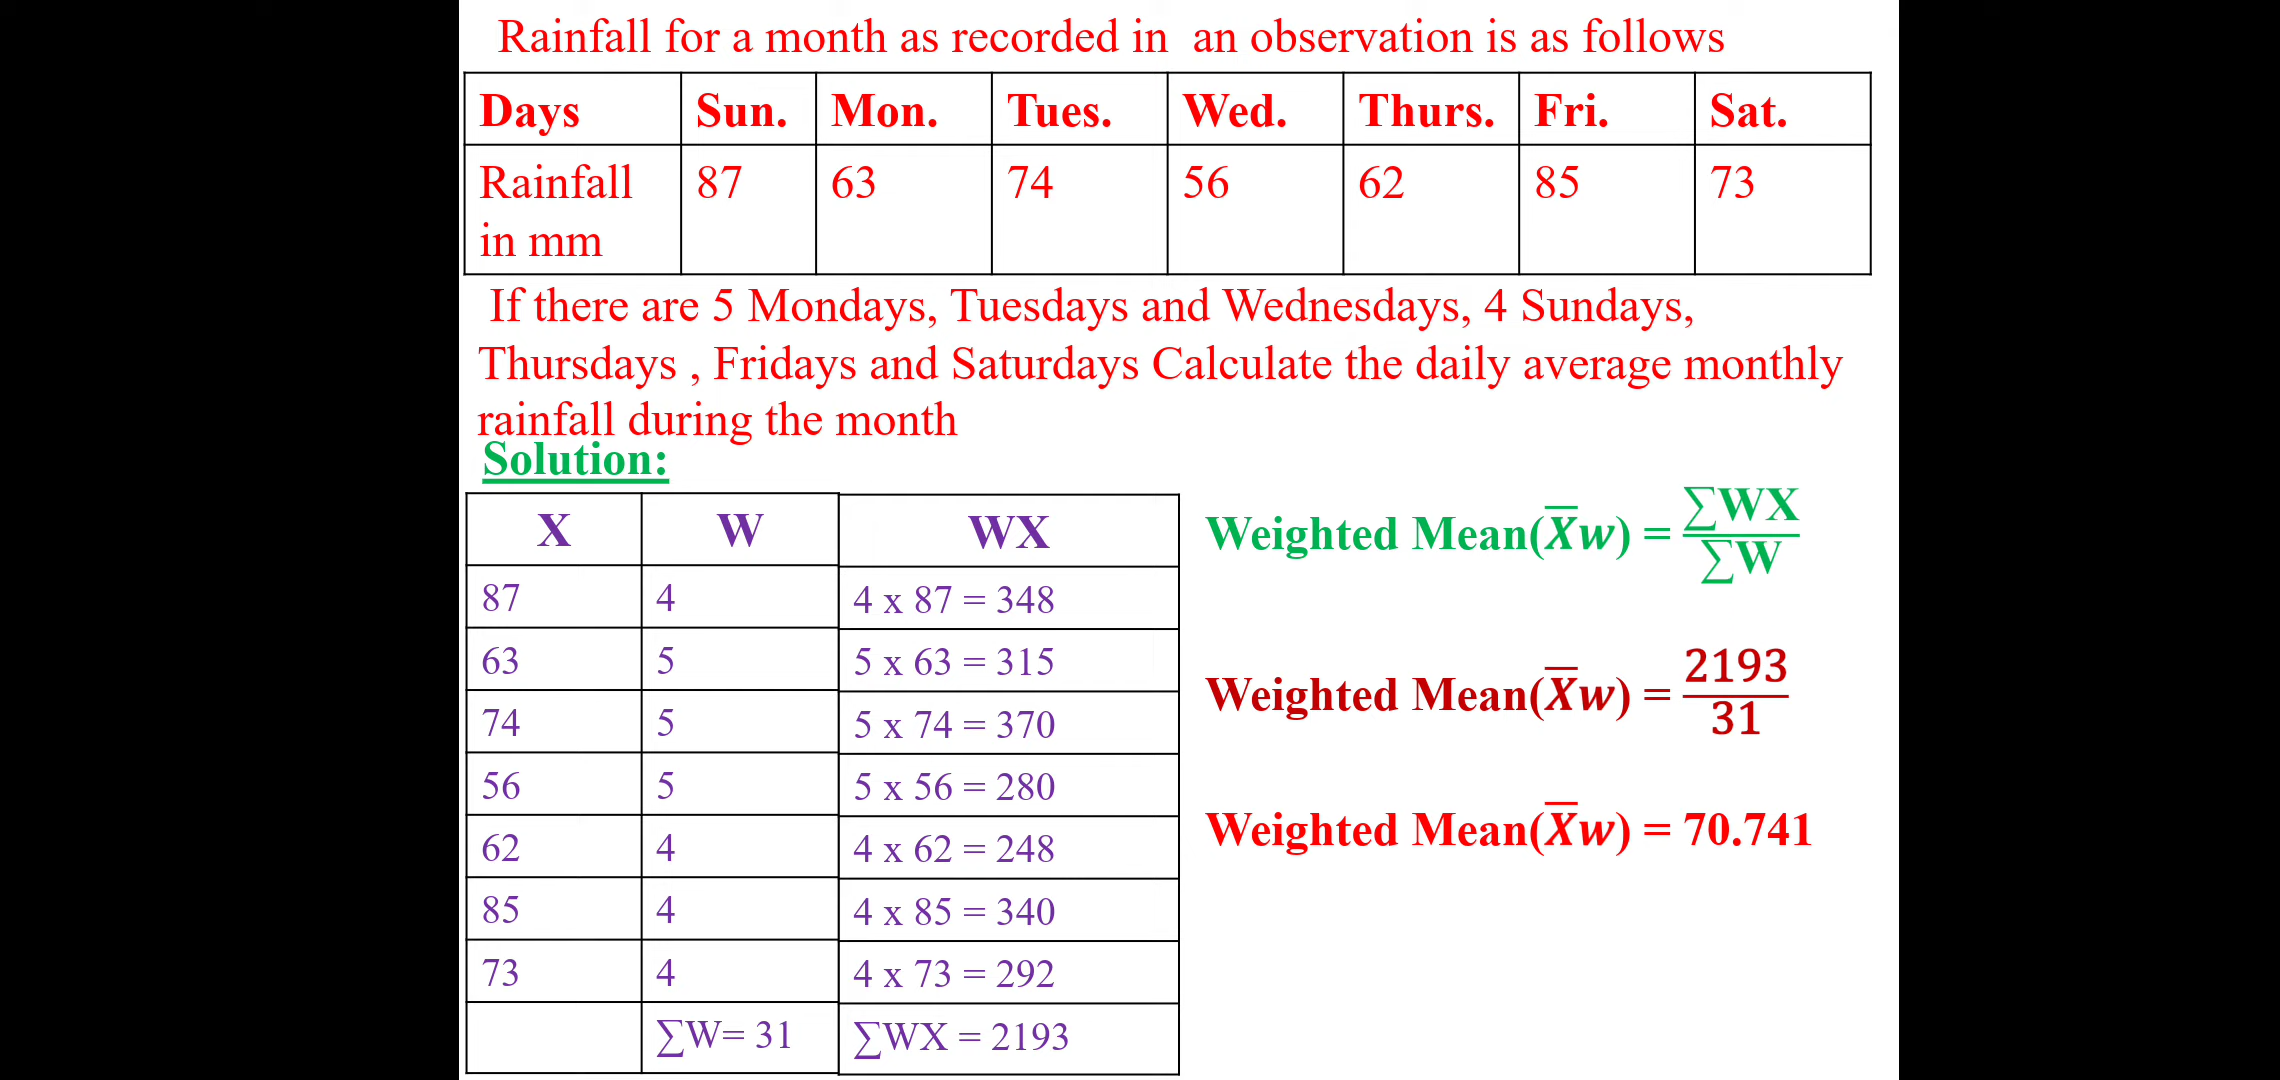 Rainfall for a month as recorded in an observation is as follows
Days Sun. Mon. Tues. Wed. Thurs. Fri. Sat.
Rainfall in mm 87 63 74 56 62 85 73
If there are 5 Mondays, Tuesdays and Wednesdays, 4 Sundays,
Thursdays , Fridays and Saturdays Calculate the daily average monthly
rainfall during the month
Solution:
X W WX
87 4 4 x 87 = 348
63 5 5 x 63 = 315
74 5 5 x 74 = 370
56 5 5 x 56 = 280
62 4 4 x 62 = 248
85 4 4 x 85 = 340
73 4 4 x 73 = 292
∑W= 31 ∑WX = 2193
Weighted Mean(X̅w) = ∑WX/∑W
Weighted Mean(X̅w) = 2193/31
Weighted Mean(X̅w) = 70.741